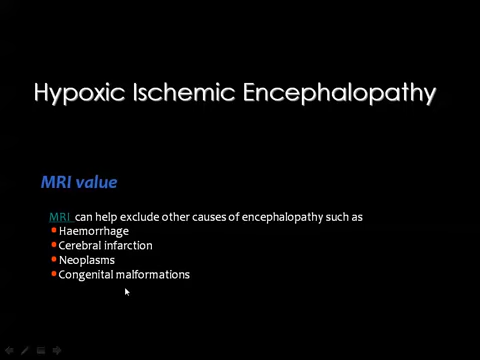 Hypoxic Ischemic Encephalopathy
MRI value
MRI can help exclude other causes of encephalopathy such as
Haemorrhage
Cerebral infarction
Neoplasms
Congenital malformations